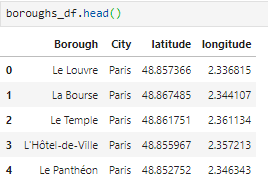 boroughs_df.head()
Borough City latitude longitude
0 Le Louvre Paris 48.857366 2.336815
1 La Bourse Paris 48.867485 2.344107
2 Le Temple Paris 48.861751 2.361134
3 L'Hôtel-de-Ville Paris 48.855967 2.357213
4 Le Panthéon Paris 48.852752 2.346343